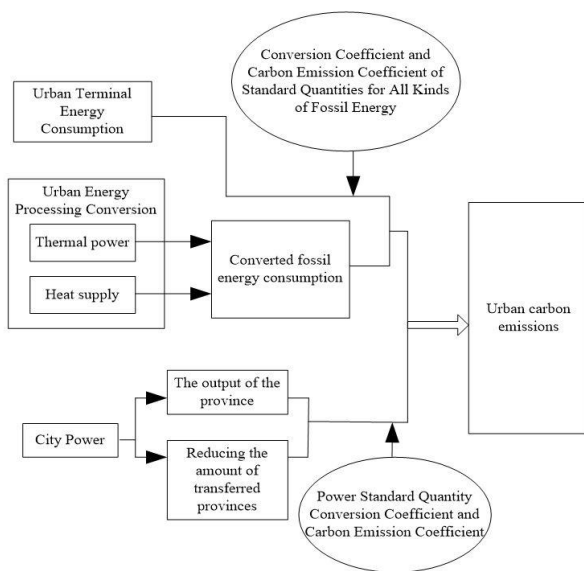 Conversion Coefficient and
Carbon Emission Coefficient of
Standard Quantities for All Kinds
of Fossil Energy
Urban Terminal
Energy
Consumption
Urban Energy
Processing Conversion
Thermal power
Heat supply
Converted fossil
energy consumption
Urban carbon
emissions
The output of the
province
City Power
Reducing the
amount of
transferred
provinces
Power Standard Quantity
Conversion Coefficient and
Carbon Emission Coefficient